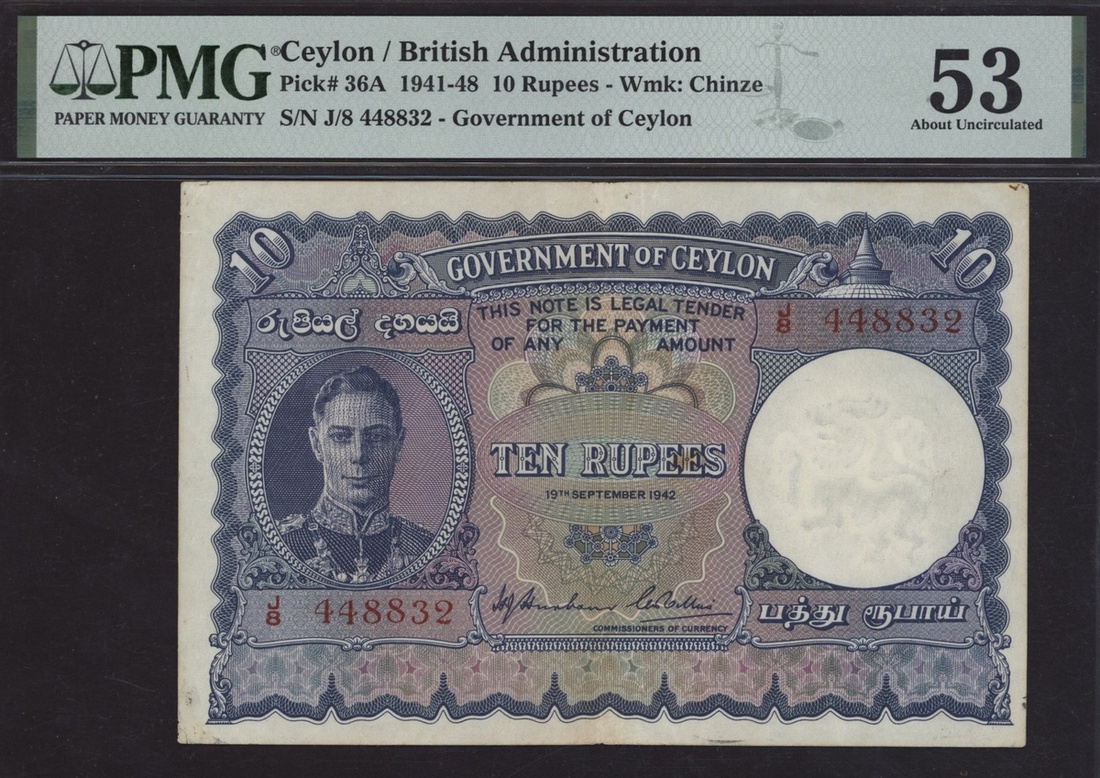 PMG®
PAPER MONEY GUARANTY
Ceylon / British Administration
Pick# 36A 1941-48 10 Rupees - Wmk: Chinze
S/N J/8 448832 - Government of Ceylon
53
About Uncirculated
10
GOVERNMENT OF CEYLON
10
රුපියල් දහයයි
THIS NOTE IS LEGAL TENDER
FOR THE PAYMENT
OF ANY AMOUNT
J/8 448832
TEN RUPEES
19TH SEPTEMBER 1942
J/8 448832
COMMISSIONERS OF CURRENCY
பத்து ரூபாய்